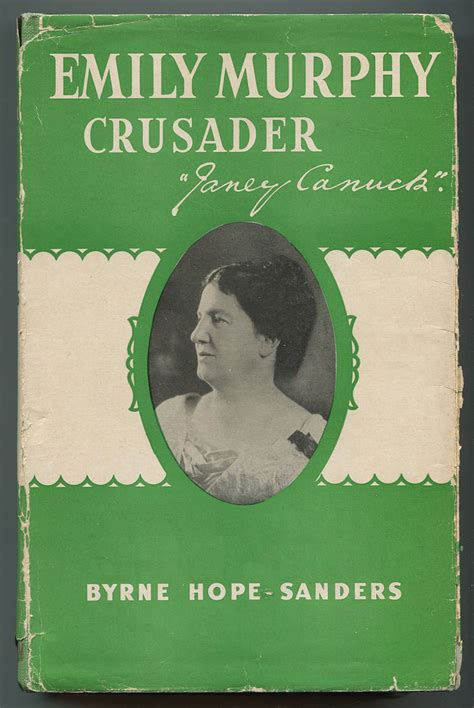 EMILY MURPHY
CRUSADER
"Janey Canuck".
BYRNE HOPE-SANDERS